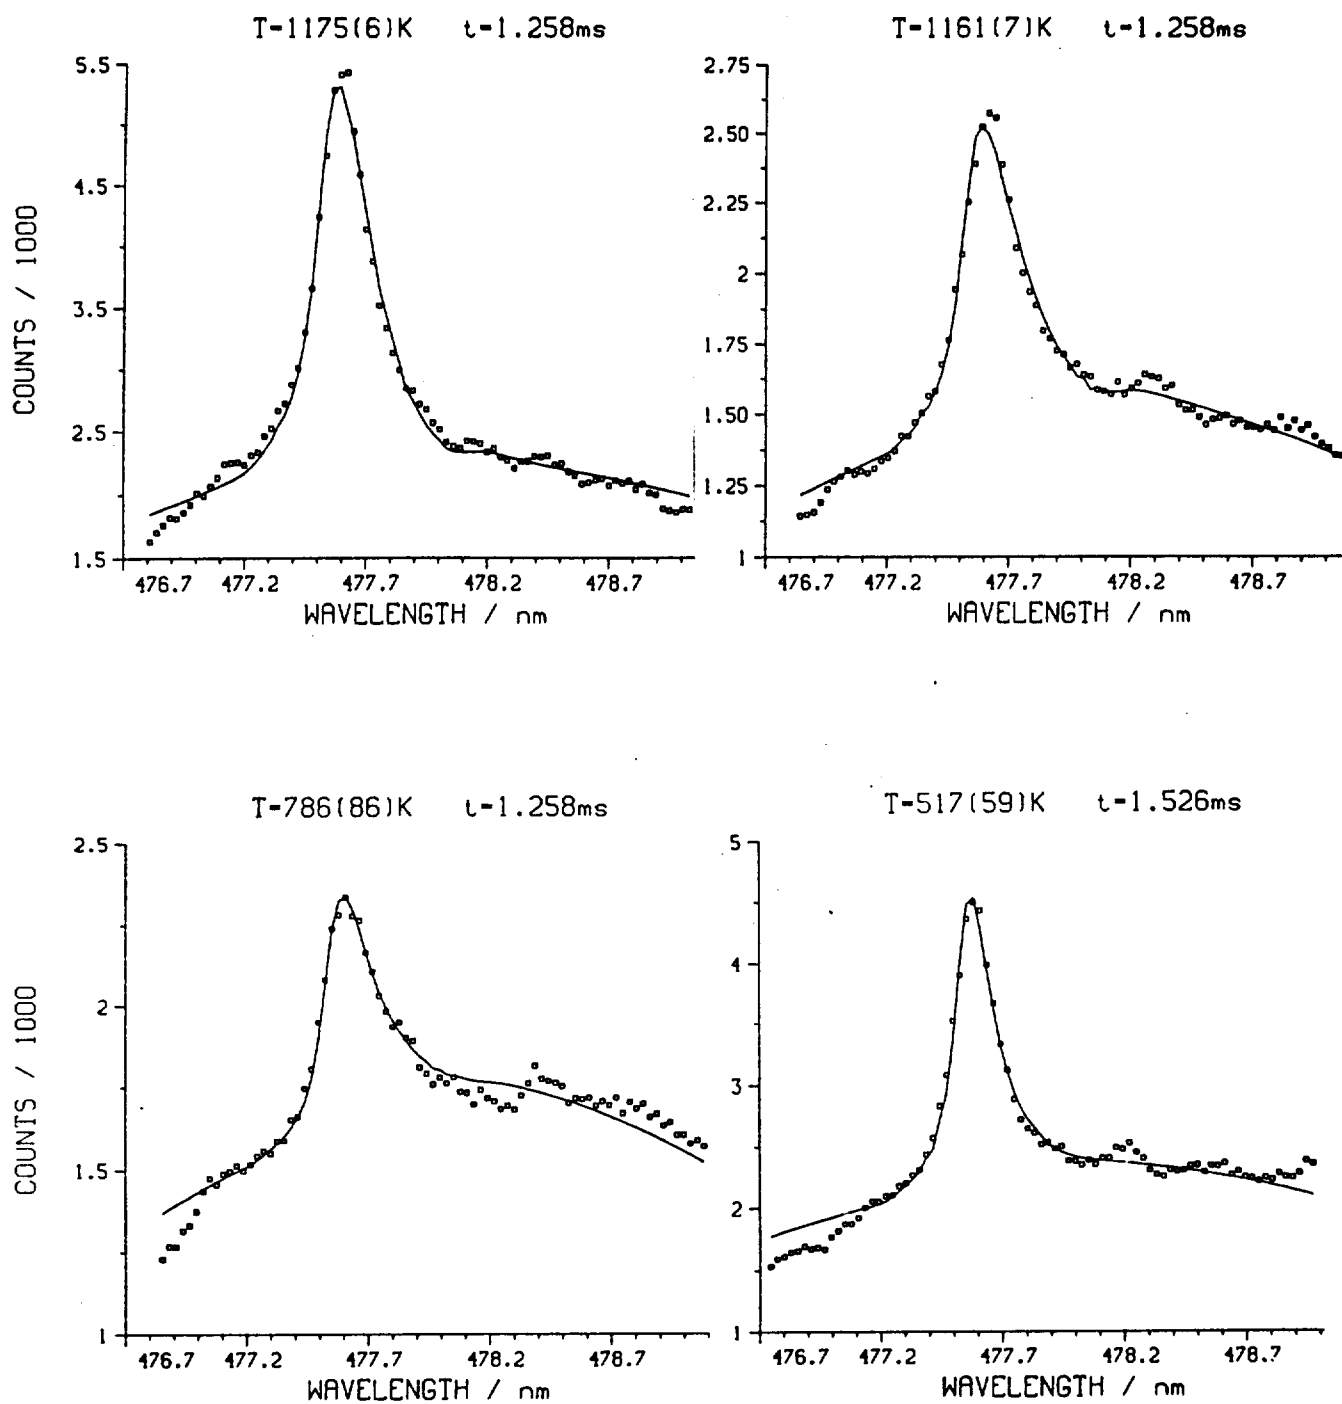 T-1175(6)K t-1.258ms
5.5
4.5
3.5
2.5
1.5
COUNTS / 1000
476.7 477.2 477.7 478.2 478.7
WAVELENGTH / nm
T-1161(7)K t-1.258ms
2.75
2.50
2.25
2
1.75
1.50
1.25
1
476.7 477.2 477.7 478.2 478.7
WAVELENGTH / nm
T-786(86)K t-1.258ms
2.5
2
1.5
1
COUNTS / 1000
476.7 477.2 477.7 478.2 478.7
WAVELENGTH / nm
T-517(59)K t-1.526ms
5
4
3
2
1
476.7 477.2 477.7 478.2 478.7
WAVELENGTH / nm